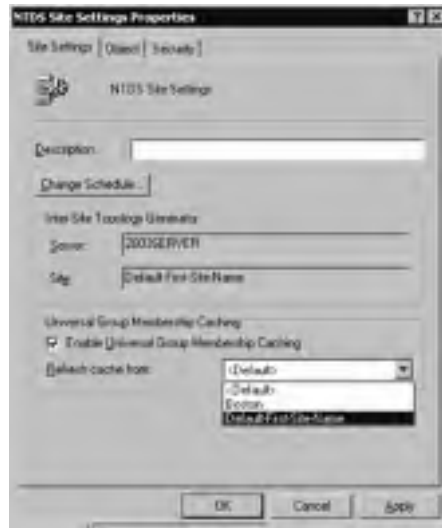 NTDS Site Settings Properties
Site Settings Object Security
NTDS Site Settings
Description:
Change Schedule...
Inter-Site Topology Generator
Server: 2003SERVER
Site: Default-First-Site-Name
Universal Group Membership Caching
Enable Universal Group Membership Caching
Refresh cache from: <Default>
<Default>
Boston
Default-First-Site-Name
OK Cancel Apply